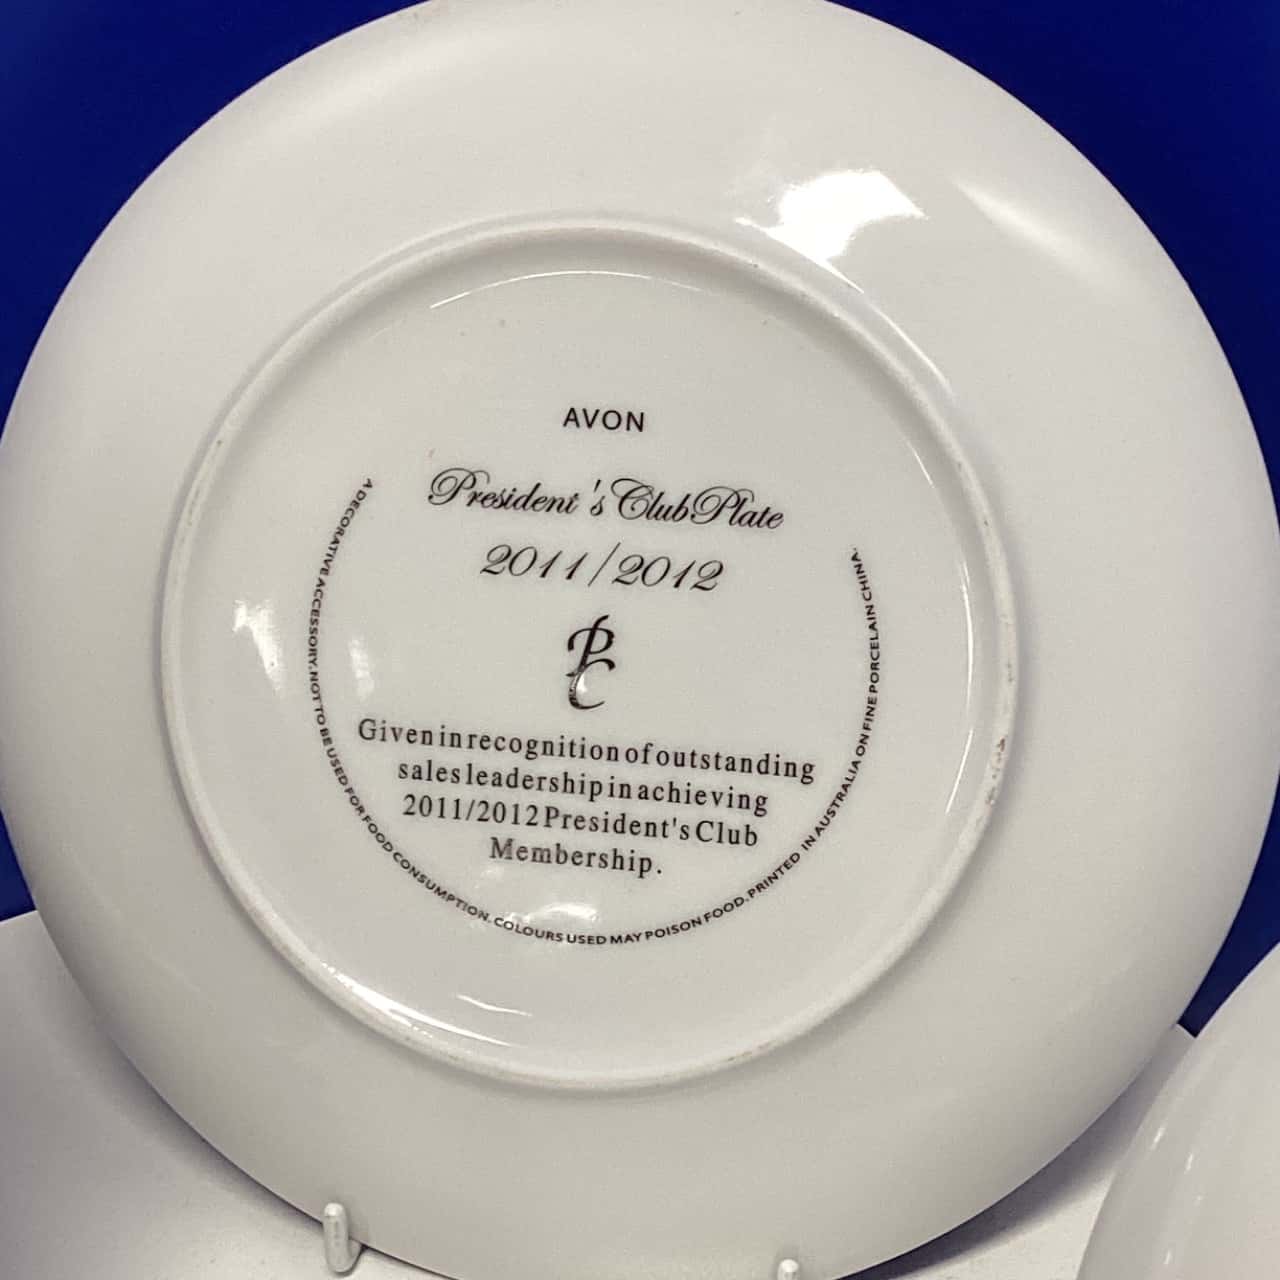 AVON
President's Club Plate
2011/2012
PC
Given in recognition of outstanding
sales leadership in achieving
2011/2012 President's Club
Membership.
A DECORATIVE ACCESSORY. NOT TO BE USED FOR FOOD CONSUMPTION. COLOURS USED MAY POISON FOOD. PRINTED IN AUSTRALIA ON FINE PORCELAIN CHINA.